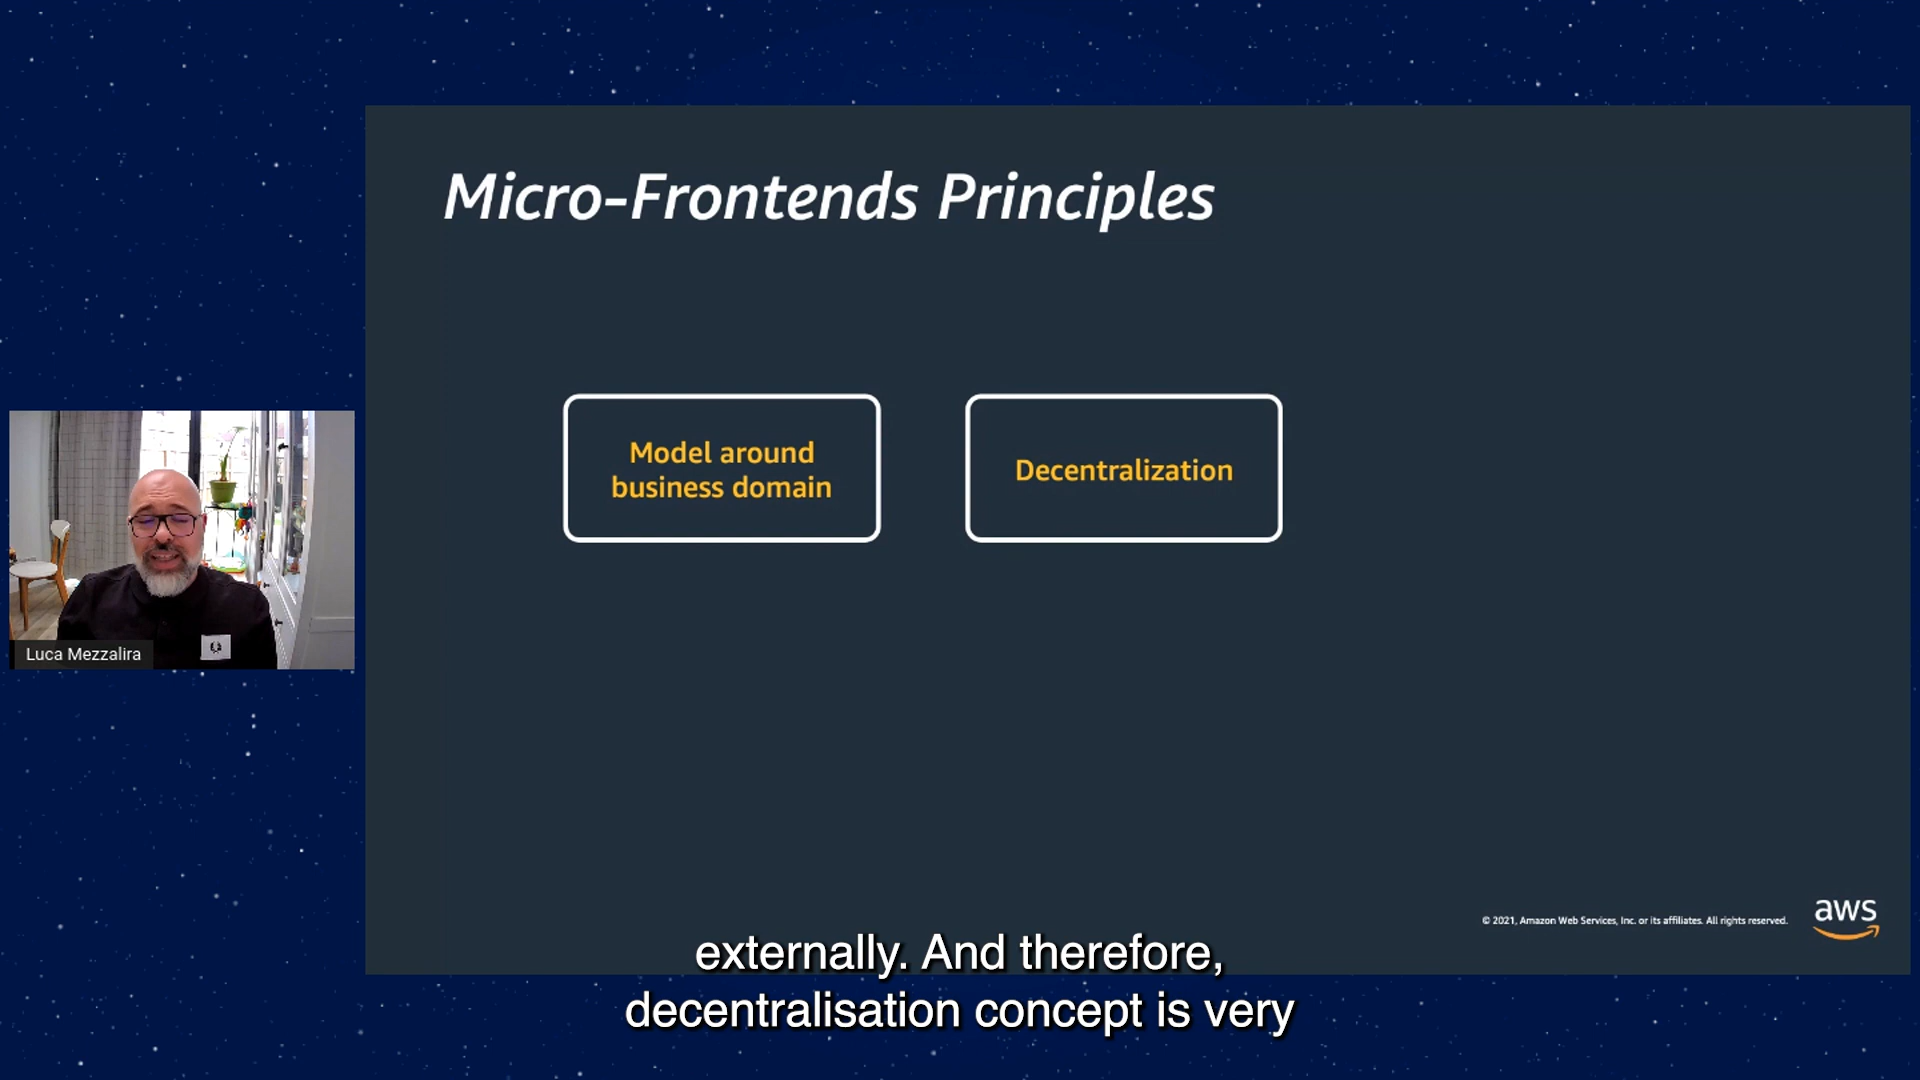 Micro-Frontends Principles
Model around
business domain
Decentralization
Luca Mezzalira
© 2021, Amazon Web Services, Inc. or its affiliates. All rights reserved.
aws
externally. And therefore,
decentralisation concept is very